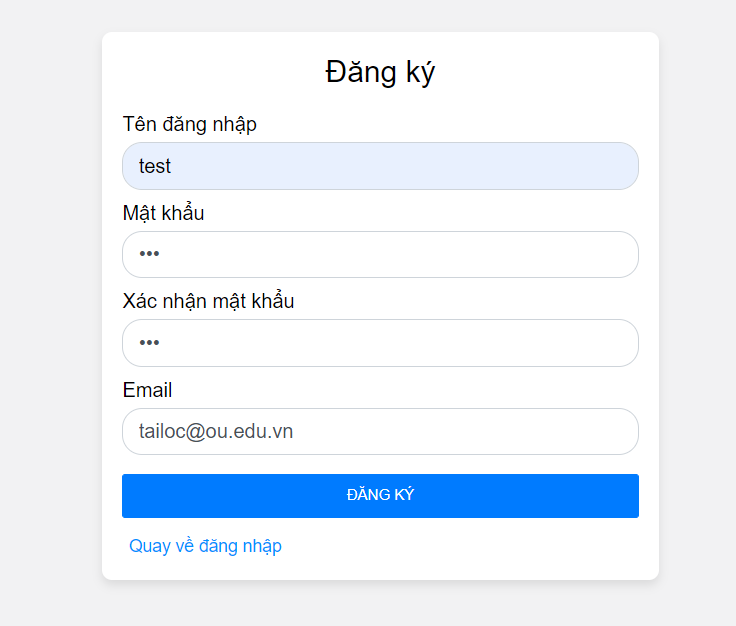 Đăng ký
Tên đăng nhập
test
Mật khẩu
•••
Xác nhận mật khẩu
•••
Email
tailoc@ou.edu.vn
ĐĂNG KÝ
Quay về đăng nhập